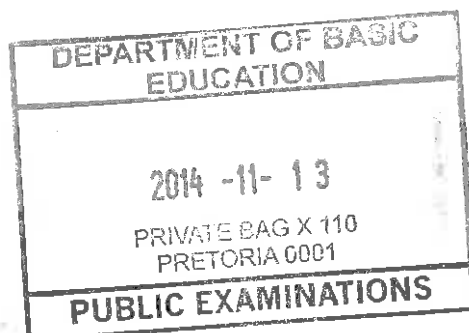 DEPARTMENT OF BASIC
EDUCATION
2014 -11- 13
PRIVATE BAG X 110
PRETORIA 0001
PUBLIC EXAMINATIONS